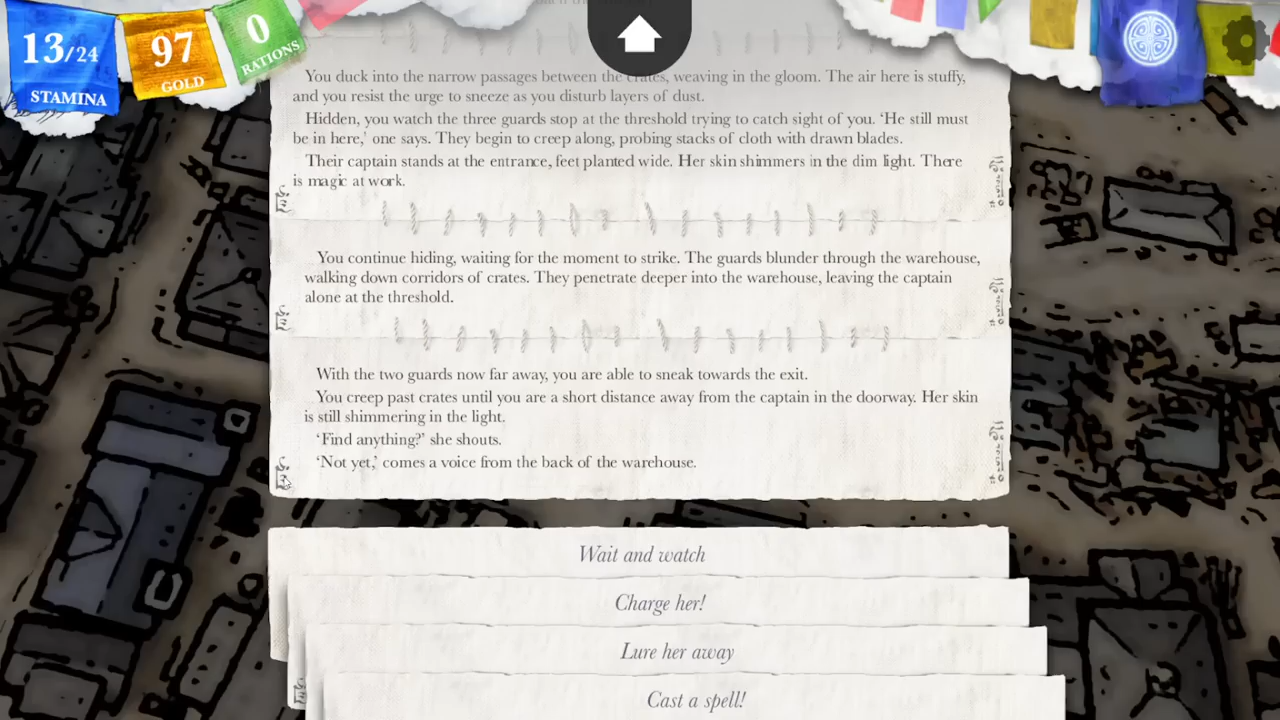 13/24
STAMINA
97
GOLD
0
RATIONS
You duck into the narrow passages between the crates, weaving in the gloom. The air here is stuffy,
and you resist the urge to sneeze as you disturb layers of dust.
Hidden, you watch the three guards stop at the threshold trying to catch sight of you. ‘He still must
be in here,’ one says. They begin to creep along, probing stacks of cloth with drawn blades.
Their captain stands at the entrance, feet planted wide. Her skin shimmers in the dim light. There
is magic at work.
You continue hiding, waiting for the moment to strike. The guards blunder through the warehouse,
walking down corridors of crates. They penetrate deeper into the warehouse, leaving the captain
alone at the threshold.
With the two guards now far away, you are able to sneak towards the exit.
You creep past crates until you are a short distance away from the captain in the doorway. Her skin
is still shimmering in the light.
‘Find anything?’ she shouts.
‘Not yet,’ comes a voice from the back of the warehouse.
Wait and watch
Charge her!
Lure her away
Cast a spell!